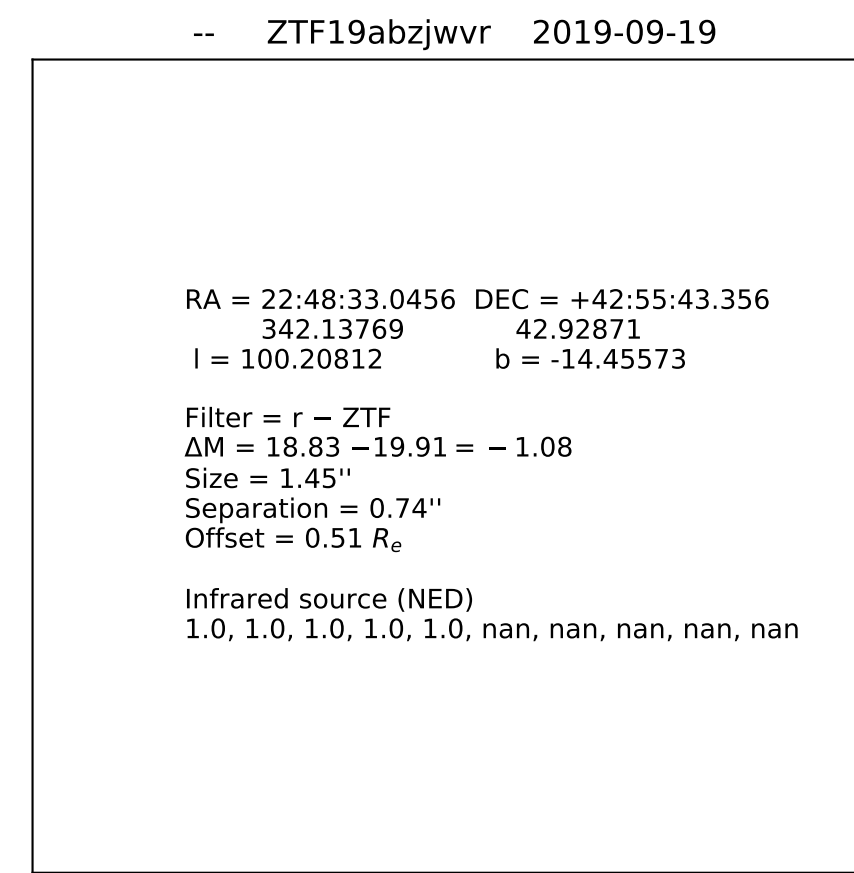 -- ZTF19abzjwvr 2019-09-19
RA = 22:48:33.0456 DEC = +42:55:43.356
342.13769 42.92871
l = 100.20812 b = -14.45573
Filter = r − ZTF
ΔM = 18.83 −19.91 = − 1.08
Size = 1.45''
Separation = 0.74''
Offset = 0.51 Rₑ
Infrared source (NED)
1.0, 1.0, 1.0, 1.0, 1.0, nan, nan, nan, nan, nan